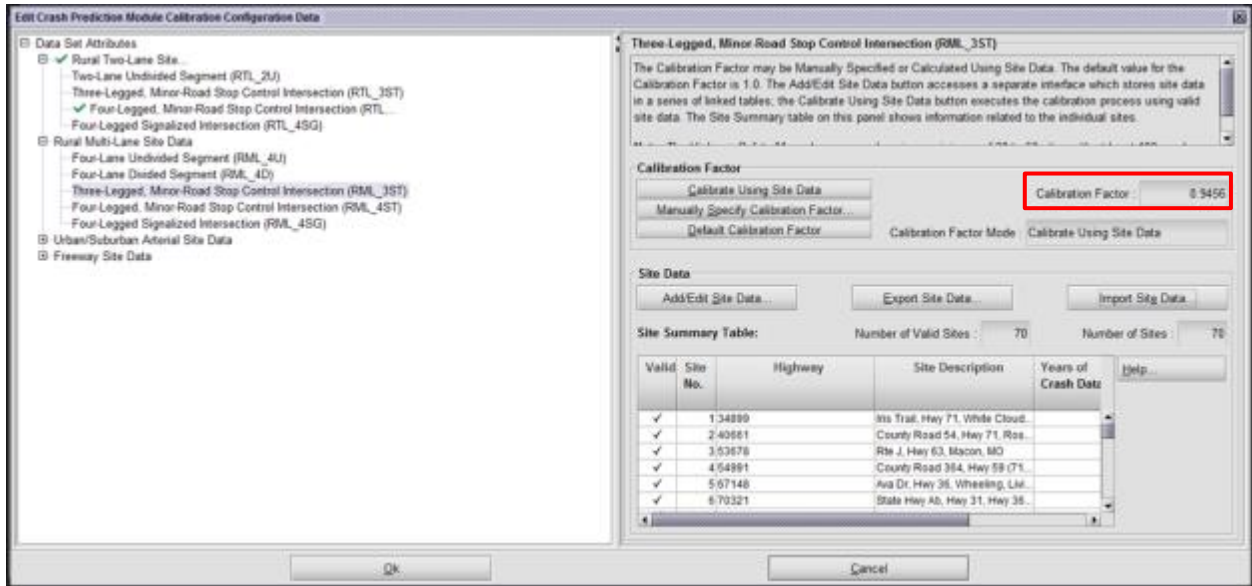 Edit Crash Prediction Module Calibration Configuration Data
Data Set Attributes
Rural Two-Lane Site...
Two-Lane Undivided Segment (RTL_2U)
Three-Legged, Minor-Road Stop Control Intersection (RTL_3ST)
Four-Legged, Minor-Road Stop Control Intersection (RTL...
Four-Legged Signalized Intersection (RTL_4SG)
Rural Multi-Lane Site Data
Four-Lane Undivided Segment (RML_4U)
Four-Lane Divided Segment (RML_4D)
Three-Legged, Minor-Road Stop Control Intersection (RML_3ST)
Four-Legged, Minor-Road Stop Control Intersection (RML_4ST)
Four-Legged Signalized Intersection (RML_4SG)
Urban/Suburban Arterial Site Data
Freeway Site Data
Three-Legged, Minor-Road Stop Control Intersection (RML_3ST)
The Calibration Factor may be Manually Specified or Calculated Using Site Data. The default value for the
Calibration Factor is 1.0. The Add/Edit Site Data button accesses a separate interface which stores site data
in a series of linked tables; the Calibrate Using Site Data button executes the calibration process using valid
site data. The Site Summary table on this panel shows information related to the individual sites.
Calibration Factor
Calibrate Using Site Data
Calibration Factor : 0.9456
Manually Specify Calibration Factor...
Default Calibration Factor
Calibration Factor Mode Calibrate Using Site Data
Site Data
Add/Edit Site Data... Export Site Data... Import Site Data
Site Summary Table: Number of Valid Sites : 70 Number of Sites : 70
Valid Site No. Highway Site Description Years of Crash Data Help...
✓ 1 34899 Iris Trail, Hwy 71, White Cloud...
✓ 2 40661 County Road 54, Hwy 71, Ros...
✓ 3 53678 Rte J, Hwy 63, Macon, MO
✓ 4 54991 County Road 364, Hwy 59 (71...
✓ 5 67148 Ava Dr, Hwy 36, Wheeling, Livi...
✓ 6 70321 State Hwy Ab, Hwy 31, Hwy 36...
Ok Cancel